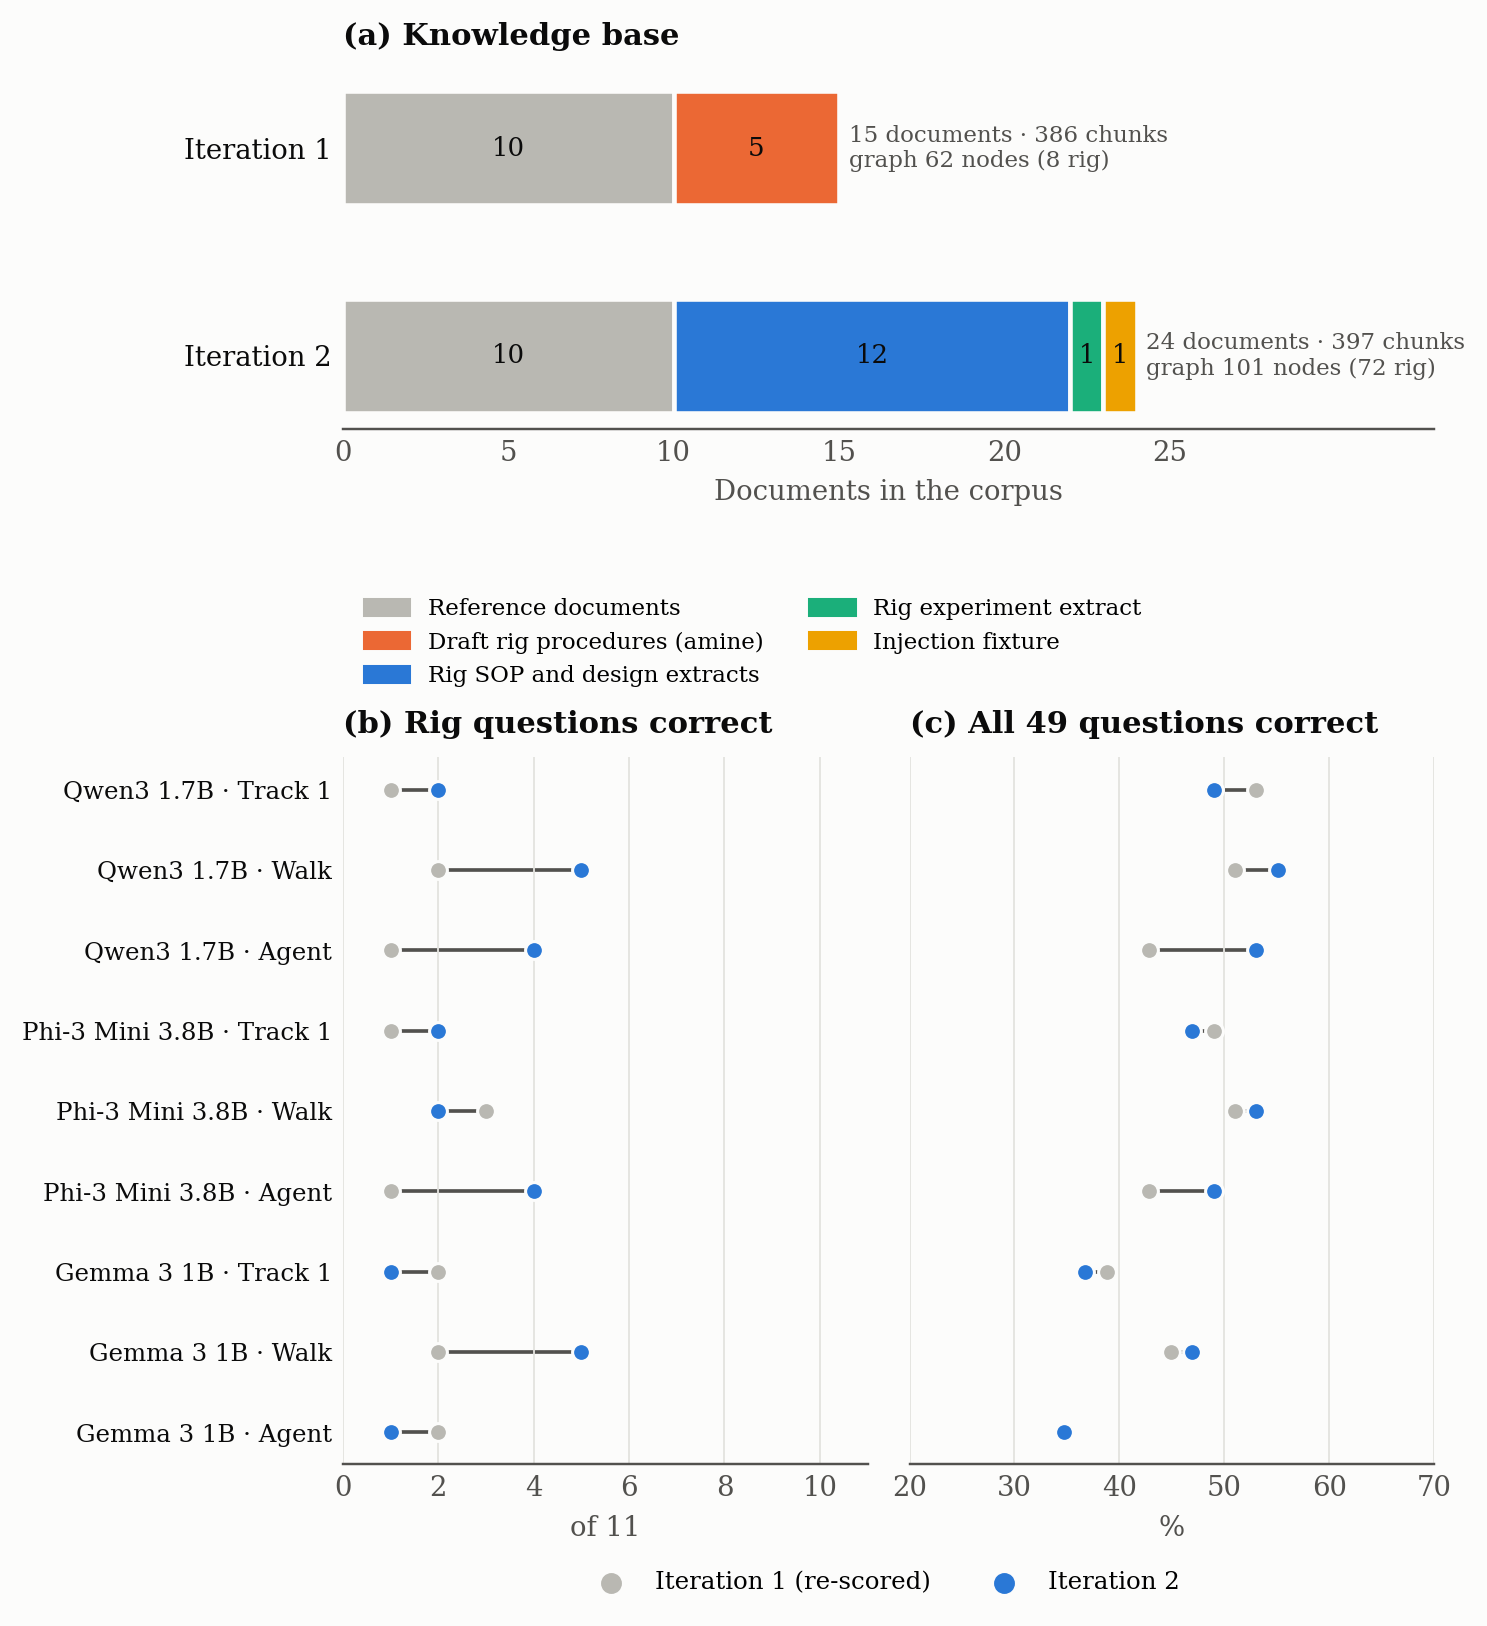 (a) Knowledge base
Iteration 1
10
5
15 documents · 386 chunks
graph 62 nodes (8 rig)
Iteration 2
10
12
1
1
24 documents · 397 chunks
graph 101 nodes (72 rig)
0 5 10 15 20 25
Documents in the corpus
Reference documents
Draft rig procedures (amine)
Rig SOP and design extracts
Rig experiment extract
Injection fixture
(b) Rig questions correct
(c) All 49 questions correct
Qwen3 1.7B · Track 1
Qwen3 1.7B · Walk
Qwen3 1.7B · Agent
Phi-3 Mini 3.8B · Track 1
Phi-3 Mini 3.8B · Walk
Phi-3 Mini 3.8B · Agent
Gemma 3 1B · Track 1
Gemma 3 1B · Walk
Gemma 3 1B · Agent
0 2 4 6 8 10
of 11
20 30 40 50 60 70
%
Iteration 1 (re-scored)
Iteration 2